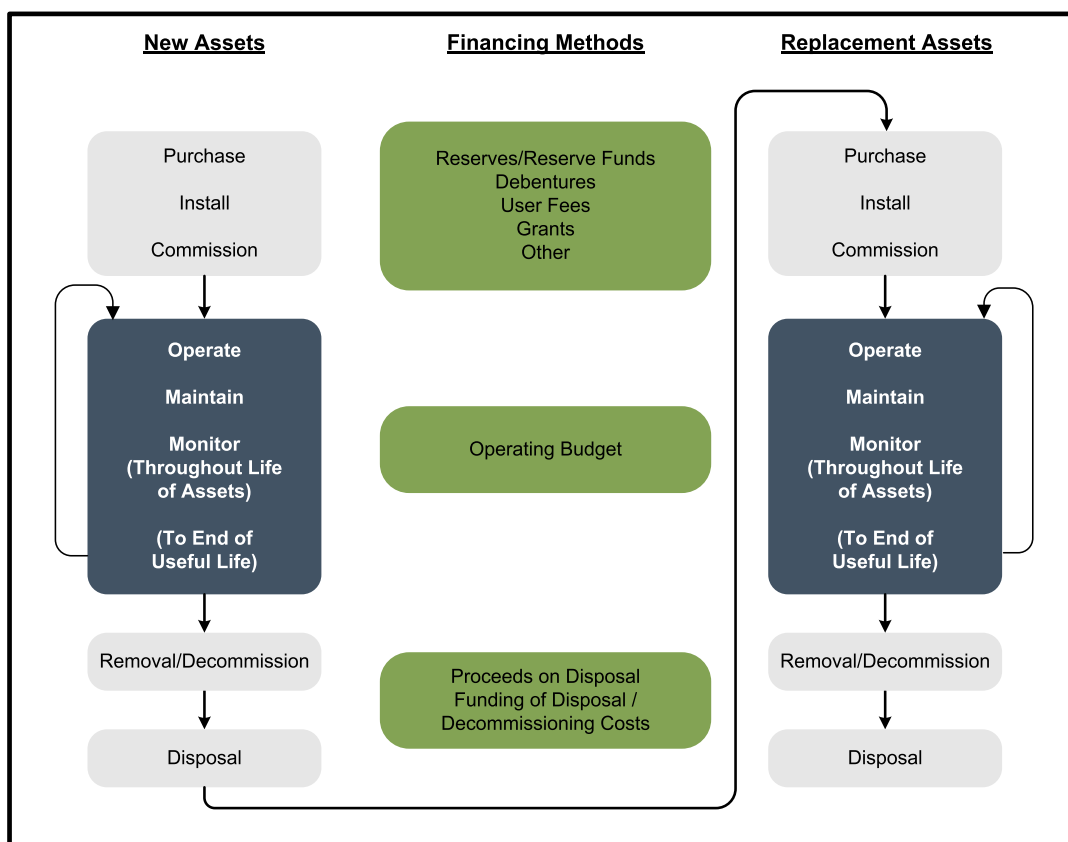 New Assets
Financing Methods
Replacement Assets
Purchase
Install
Commission
Reserves/Reserve Funds
Debentures
User Fees
Grants
Other
Purchase
Install
Commission
Operate
Maintain
Monitor
(Throughout Life
of Assets)
(To End of
Useful Life)
Operating Budget
Operate
Maintain
Monitor
(Throughout Life
of Assets)
(To End of
Useful Life)
Removal/Decommission
Proceeds on Disposal
Funding of Disposal /
Decommissioning Costs
Removal/Decommission
Disposal
Disposal